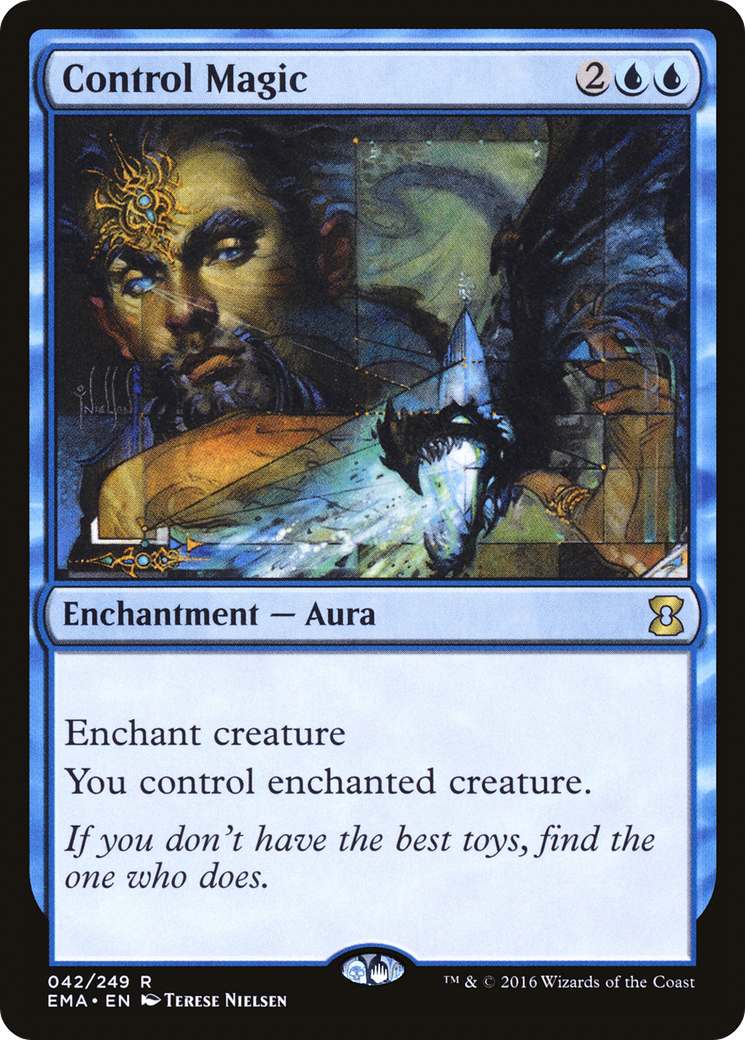 Control Magic 2
Enchantment — Aura
Enchant creature
You control enchanted creature.
If you don't have the best toys, find the
one who does.
042/249 R
EMA • EN TERESE NIELSEN
™ & © 2016 Wizards of the Coast